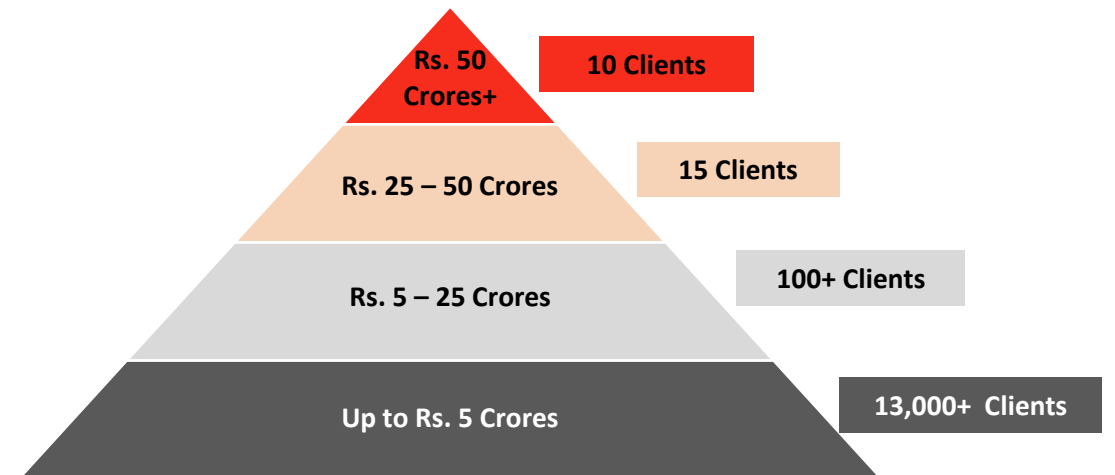 Rs. 50
Crores+
10 Clients
Rs. 25 – 50 Crores
15 Clients
Rs. 5 – 25 Crores
100+ Clients
Up to Rs. 5 Crores
13,000+  Clients